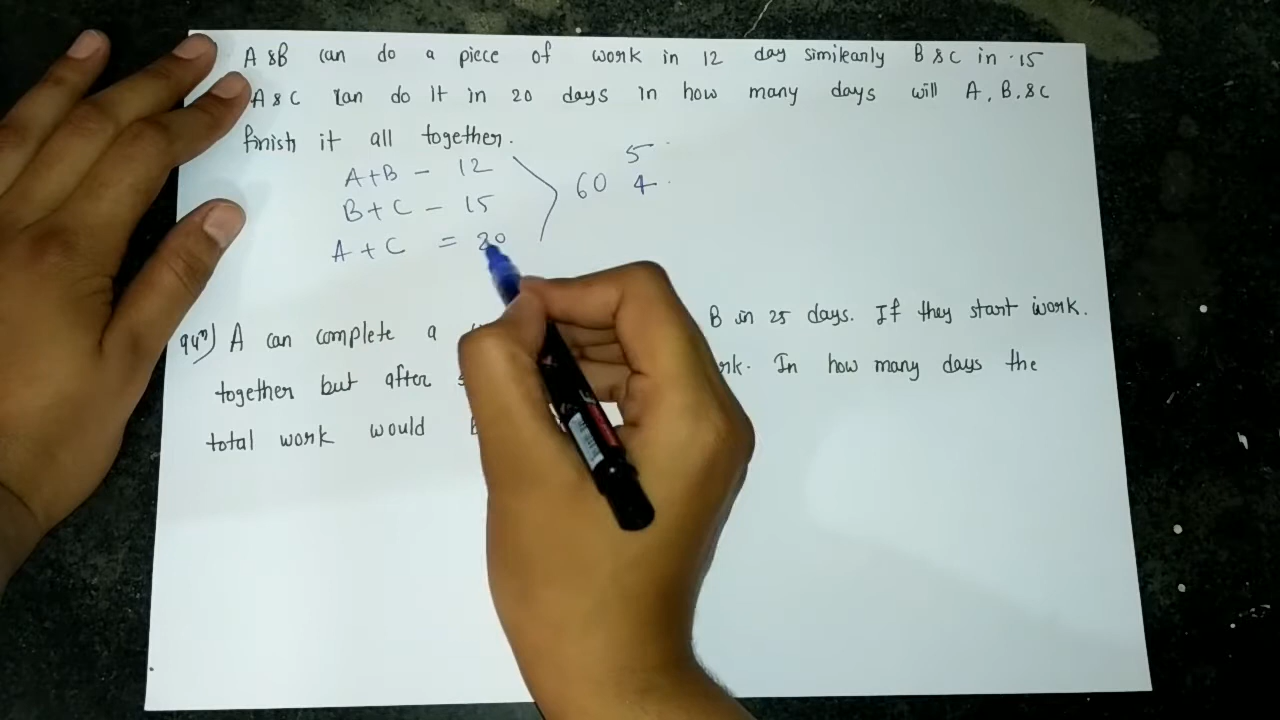 A &B can do a piece of work in 12 day similearly B &C in ·15
A & C can do It in 20 days in how many days will A, B, &C
finish it all together.
A+B - 12
B+C - 15
A + C = 20
60
5
4
A can complete a B in 25 days. If they start work.
together but after In how many days the
total work would